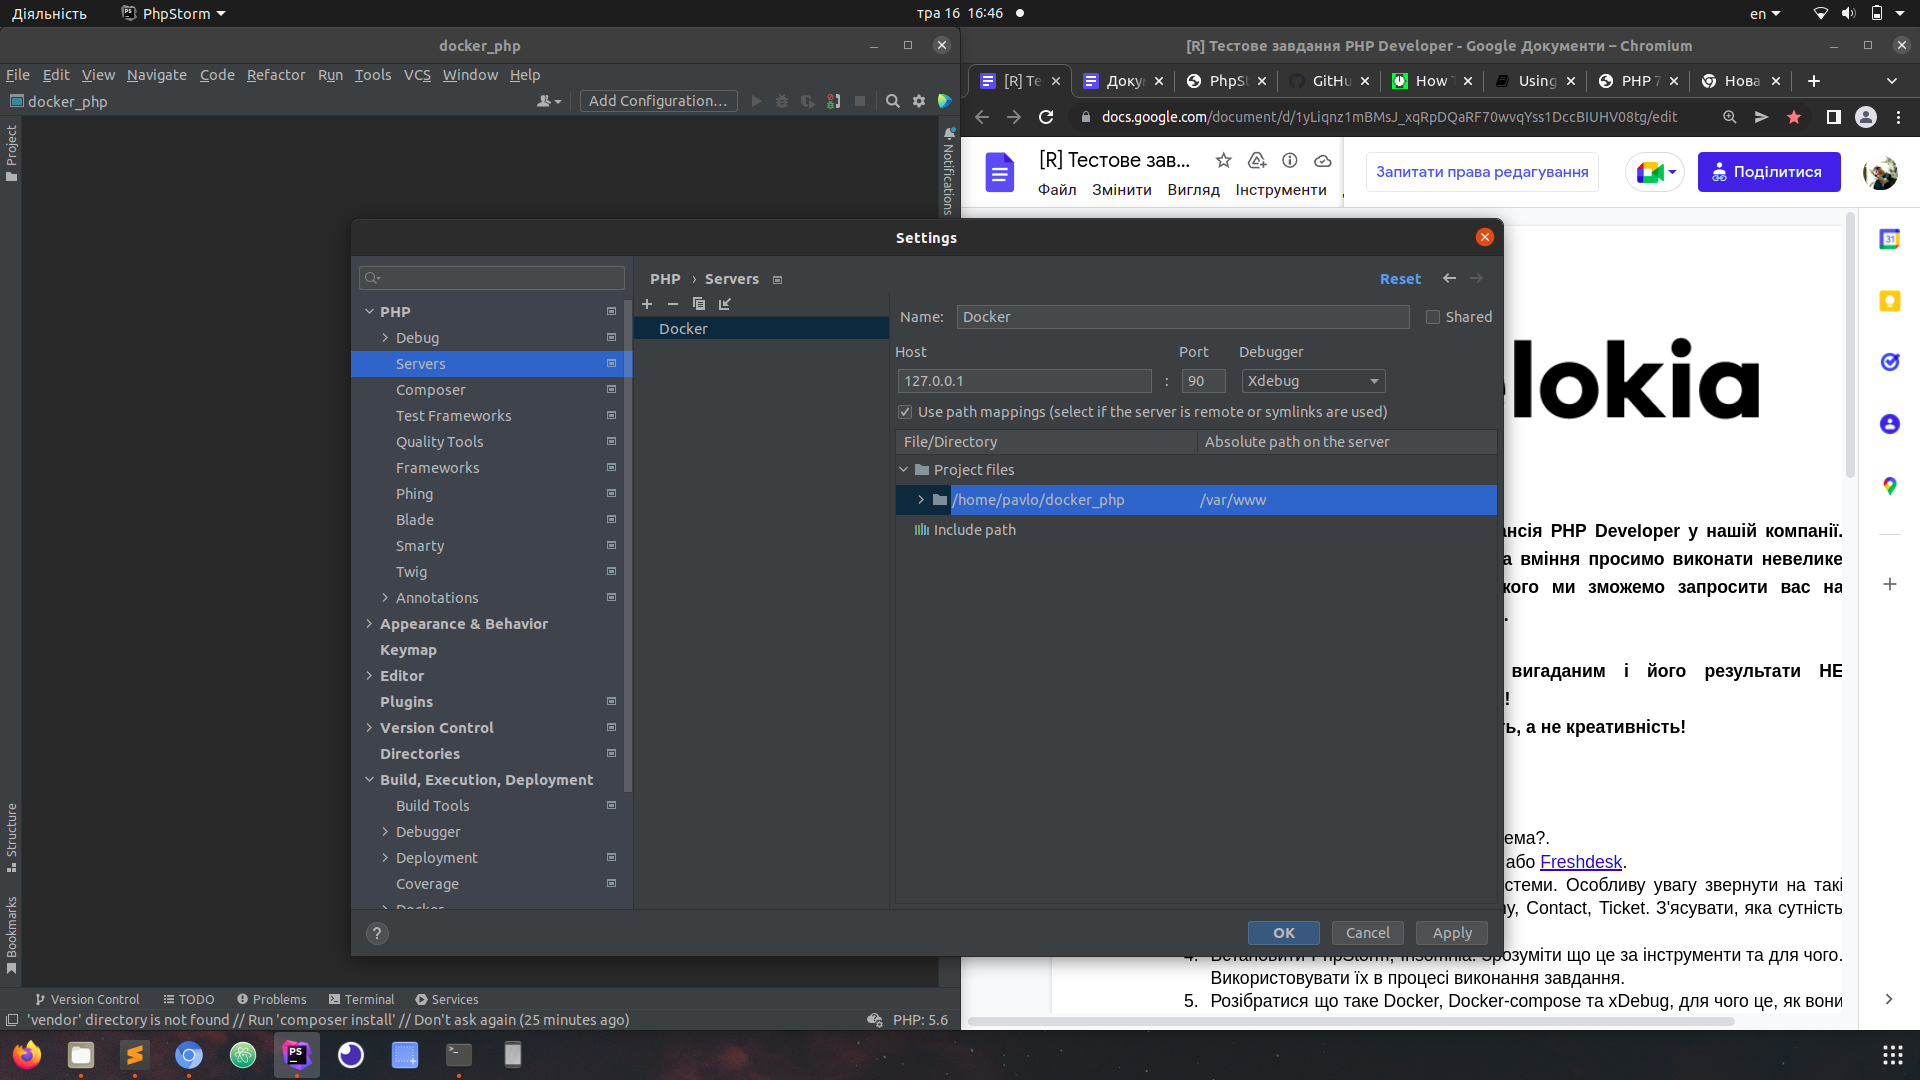 Діяльність
PhpStorm
тра 16 16:46
en
docker_php
File Edit View Navigate Code Refactor Run Tools VCS Window Help
docker_php
Add Configuration...
Project
Notifications
Structure
Bookmarks
[R] Тестове завдання PHP Developer - Google Документи – Chromium
[R] Те
Доку
PhpSt
GitHu
How
Using
PHP 7
Нова
docs.google.com/document/d/1yLiqnz1mBMsJ_xqRpDQaRF70wvqYss1DccBIUHV08tg/edit
[R] Тестове зав...
Файл Змінити Вигляд Інструменти
Запитати права редагування
Поділитися
Settings
PHP
Debug
Servers
Composer
Test Frameworks
Quality Tools
Frameworks
Phing
Blade
Smarty
Twig
Annotations
Appearance & Behavior
Keymap
Editor
Plugins
Version Control
Directories
Build, Execution, Deployment
Build Tools
Debugger
Deployment
Coverage
Docker
PHP › Servers
Reset
Docker
Name: Docker
Shared
Host Port Debugger
127.0.0.1 : 90 Xdebug
Use path mappings (select if the server is remote or symlinks are used)
File/Directory Absolute path on the server
Project files
/home/pavlo/docker_php /var/www
Include path
?
OK Cancel Apply
31
lokia
ансія PHP Developer у нашій компанії.
а вміння просимо виконати невелике
кого ми зможемо запросити вас на
.
вигаданим і його результати НЕ
!
ть, а не креативність!
ема?.
або Freshdesk.
стеми. Особливу увагу звернути на такі
ny, Contact, Ticket. З'ясувати, яка сутність
4. Встановити PhpStorm, Insomnia. Зрозуміти що це за інструменти та для чого.
Використовувати їх в процесі виконання завдання.
5. Розібратися що таке Docker, Docker-compose та xDebug, для чого це, як вони
Version Control TODO Problems Terminal Services
'vendor' directory is not found // Run 'composer install' // Don't ask again (25 minutes ago)
PHP: 5.6
PS